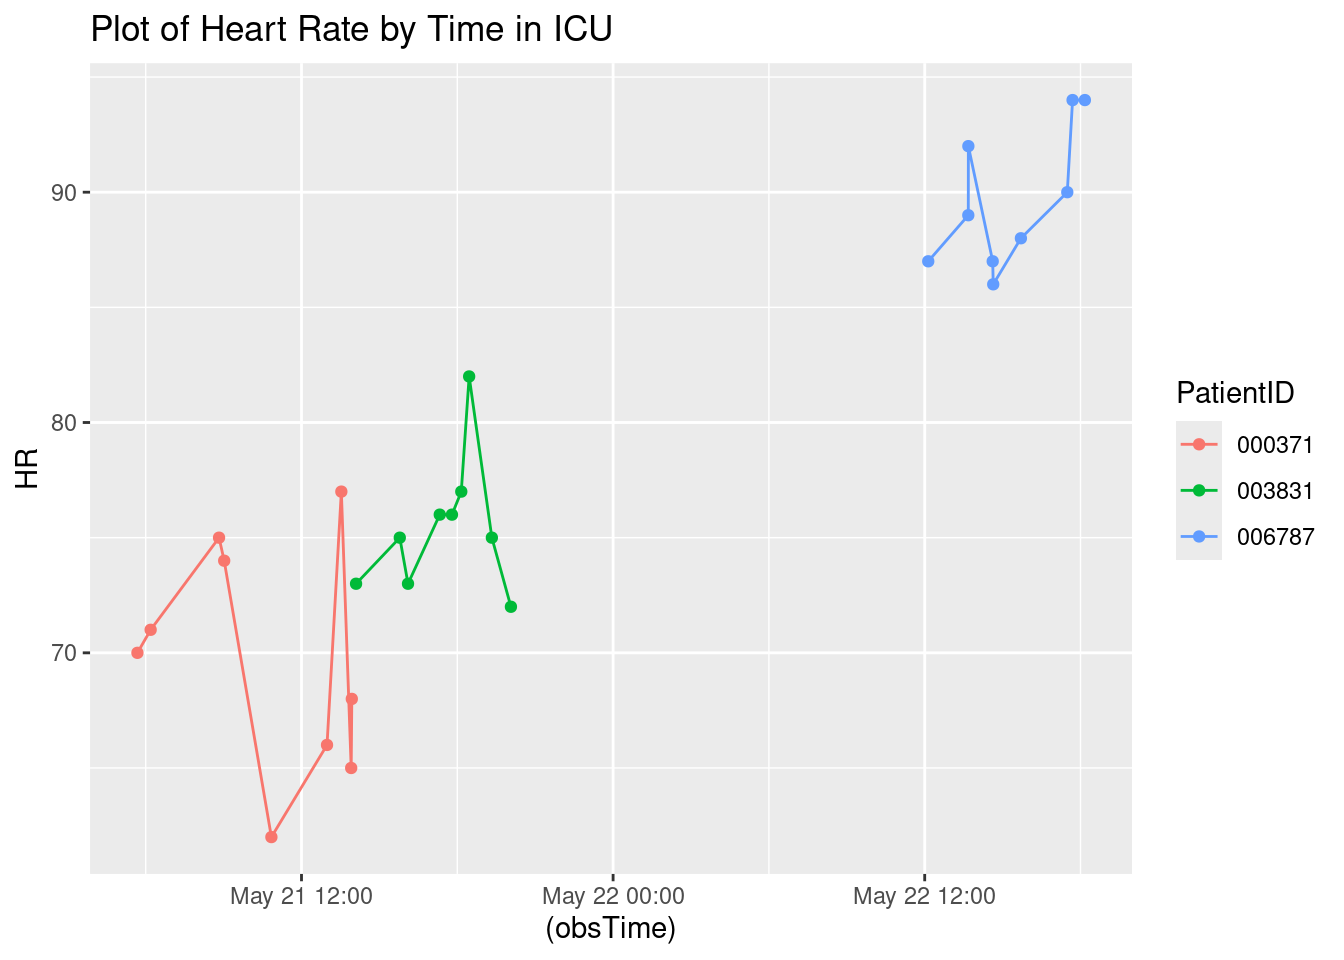 Plot of Heart Rate by Time in ICU
90
80
70
HR
May 21 12:00
May 22 00:00
May 22 12:00
(obsTime)
PatientID
000371
003831
006787